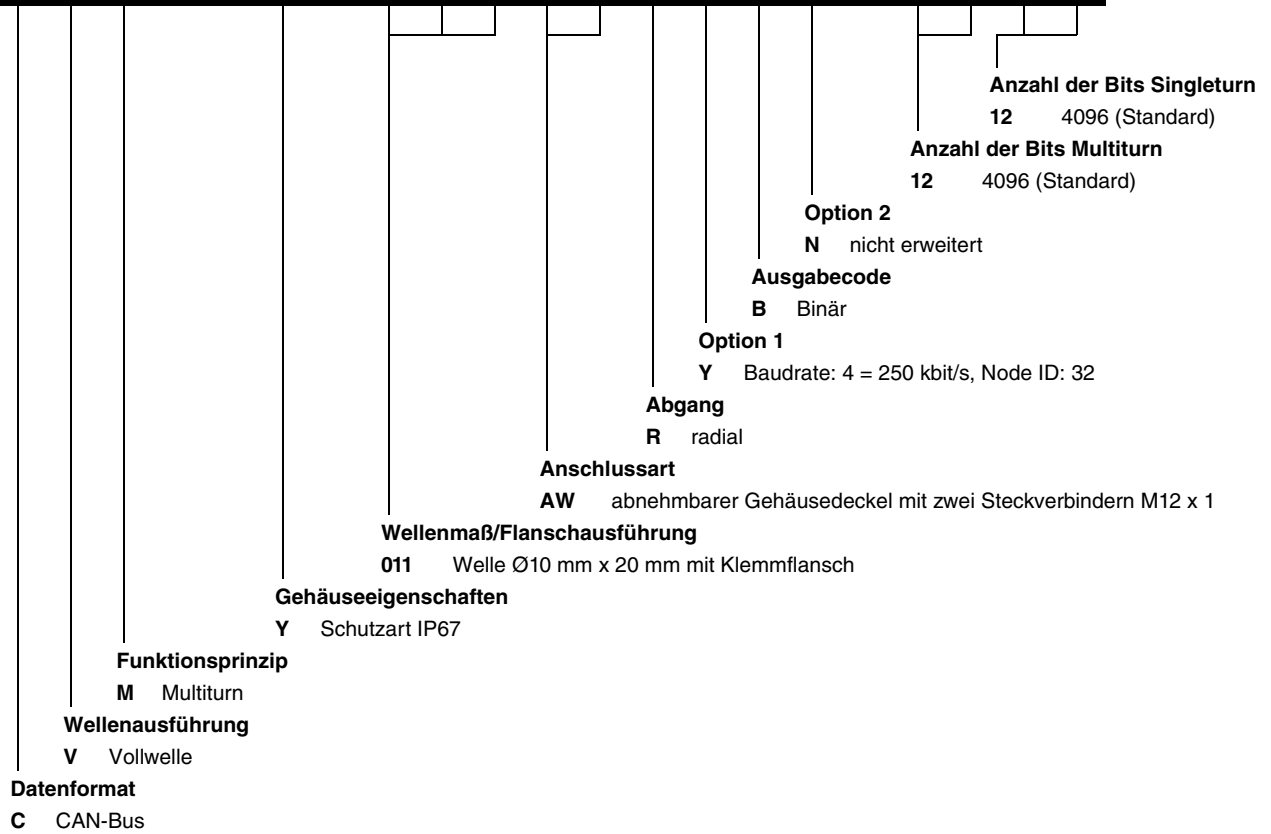 Anzahl der Bits Singleturn
12 4096 (Standard)
Anzahl der Bits Multiturn
12 4096 (Standard)
Option 2
N nicht erweitert
Ausgabecode
B Binär
Option 1
Y Baudrate: 4 = 250 kbit/s, Node ID: 32
Abgang
R radial
Anschlussart
AW abnehmbarer Gehäusedeckel mit zwei Steckverbindern M12 x 1
Wellenmaß/Flanschausführung
011 Welle Ø10 mm x 20 mm mit Klemmflansch
Gehäuseeigenschaften
Y Schutzart IP67
Funktionsprinzip
M Multiturn
Wellenausführung
V Vollwelle
Datenformat
C CAN-Bus